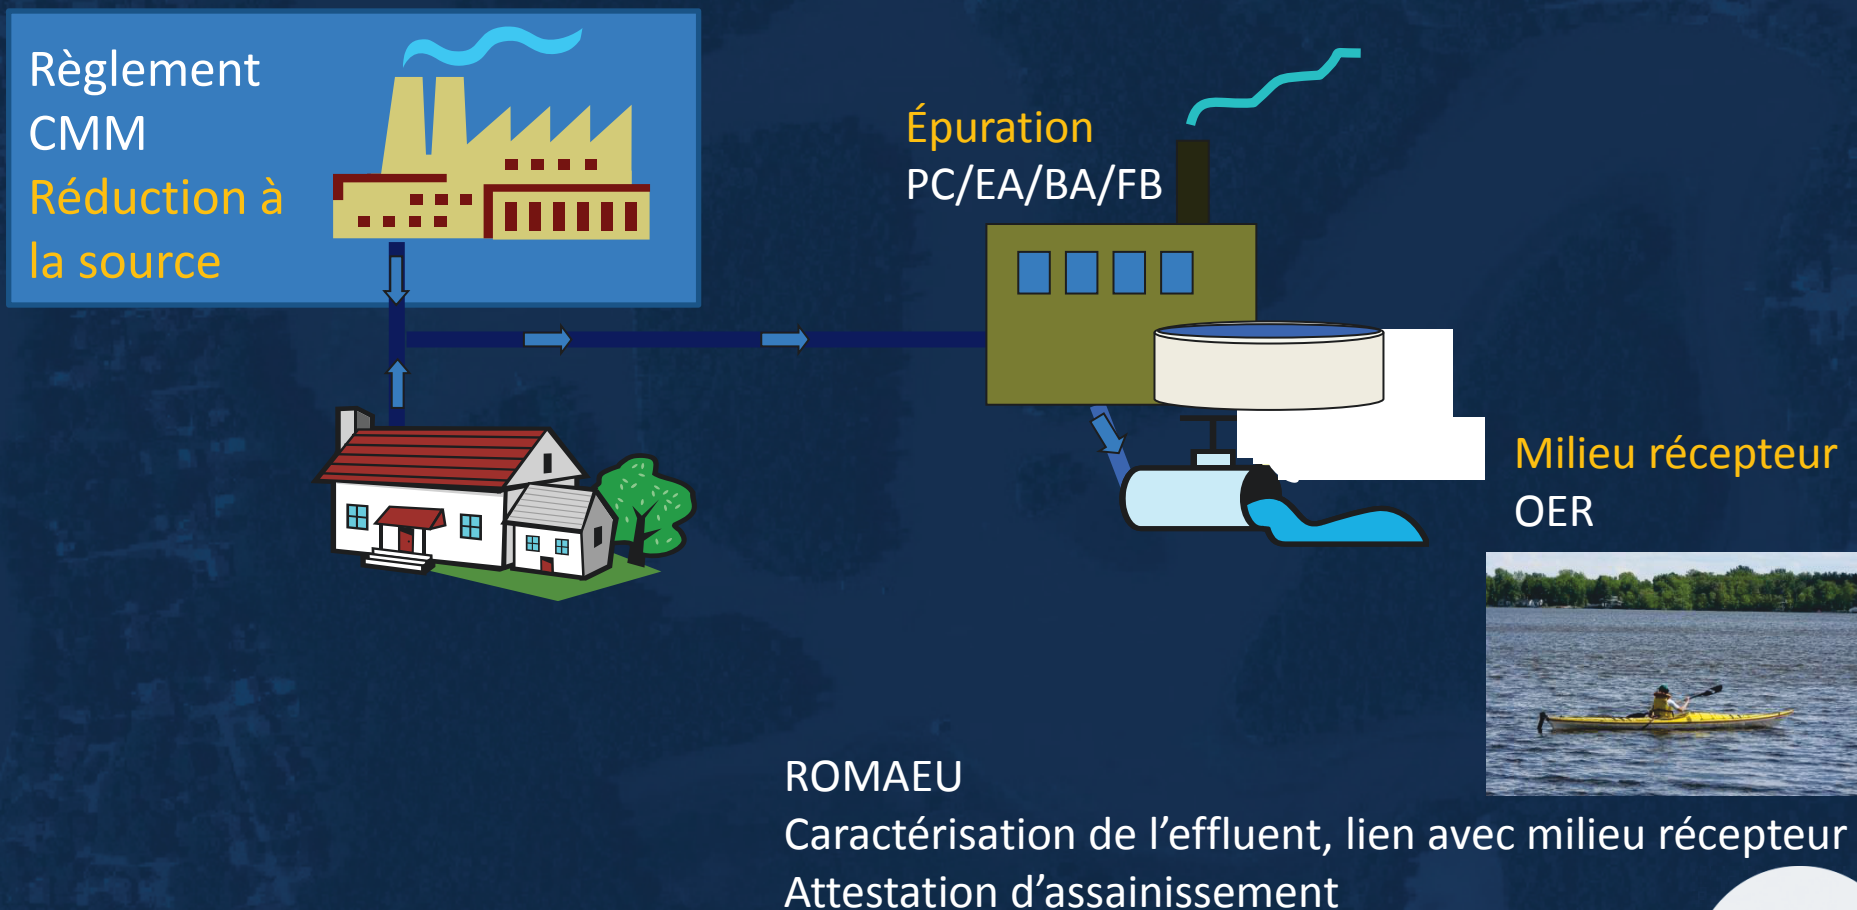 Règlement
CMM
Réduction à
la source
Épuration
PC/EA/BA/FB
Milieu récepteur
OER
ROMAEU
Caractérisation de l’effluent, lien avec milieu récepteur
Attestation d’assainissement